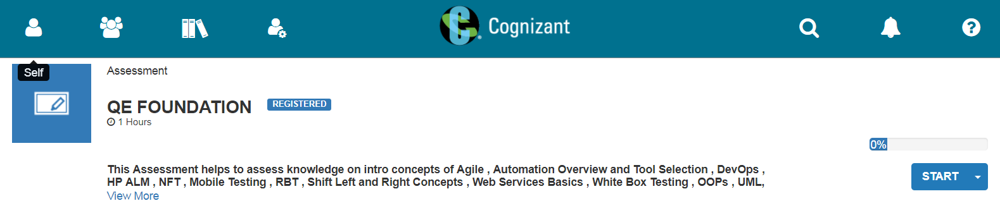 Cognizant
Self
Assessment
QE FOUNDATION REGISTERED
1 Hours
0%
This Assessment helps to assess knowledge on intro concepts of Agile , Automation Overview and Tool Selection , DevOps ,
HP ALM , NFT , Mobile Testing , RBT , Shift Left and Right Concepts , Web Services Basics , White Box Testing , OOPs , UML,
START
View More